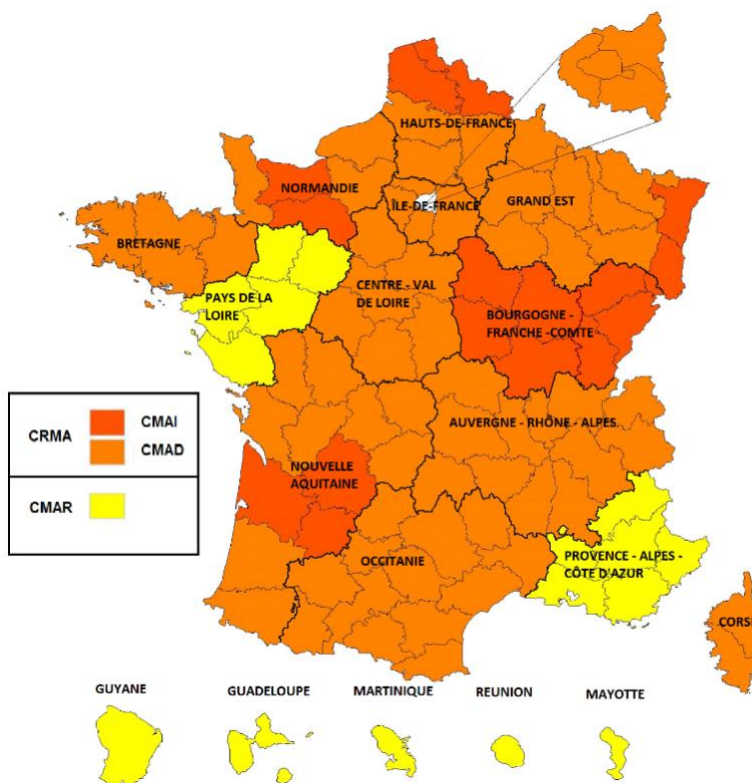 HAUTS-DE-FRANCE
NORMANDIE
ÎLE-DE-FRANCE
GRAND EST
BRETAGNE
PAYS DE LA
LOIRE
CENTRE - VAL
DE LOIRE
BOURGOGNE -
FRANCHE -COMTE
CRMA
CMAI
CMAD
CMAR
AUVERGNE - RHÔNE - ALPES
NOUVELLE
AQUITAINE
OCCITANIE
PROVENCE - ALPES -
CÔTE D'AZUR
CORSE
GUYANE
GUADELOUPE
MARTINIQUE
REUNION
MAYOTTE